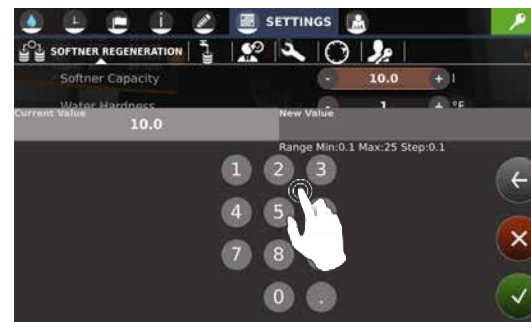 SETTINGS
SOFTNER REGENERATION
Softner Capacity - 10.0 + l
Water Hardness - 1 + °F
Current Value New Value
10.0
Range Min:0.1 Max:25 Step:0.1
1 2 3
4 5
7 8
0 .